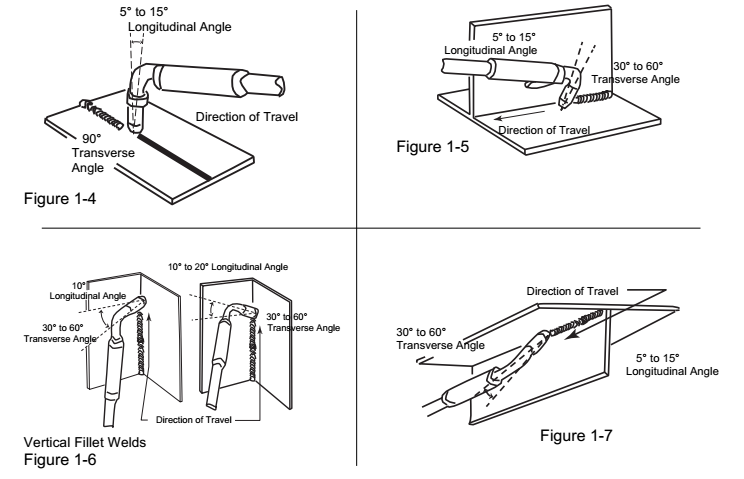 5° to 15°
Longitudinal Angle
Direction of Travel
90°
Transverse
Angle
Figure 1-4
5° to 15°
Longitudinal Angle
30° to 60°
Transverse Angle
Direction of Travel
Figure 1-5
10° to 20° Longitudinal Angle
10°
Longitudinal Angle
30° to 60°
Transverse Angle
30° to 60°
Transverse Angle
Direction of Travel
Vertical Fillet Welds
Figure 1-6
Direction of Travel
30° to 60°
Transverse Angle
5° to 15°
Longitudinal Angle
Figure 1-7